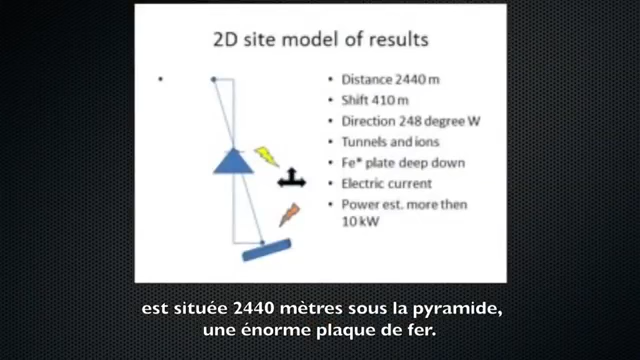 2D site model of results
• Distance 2440 m
• Shift 410 m
• Direction 248 degree W
• Tunnels and ions
• Fe* plate deep down
• Electric current
• Power est. more then
10 kW
est située 2440 mètres sous la pyramide,
une énorme plaque de fer.